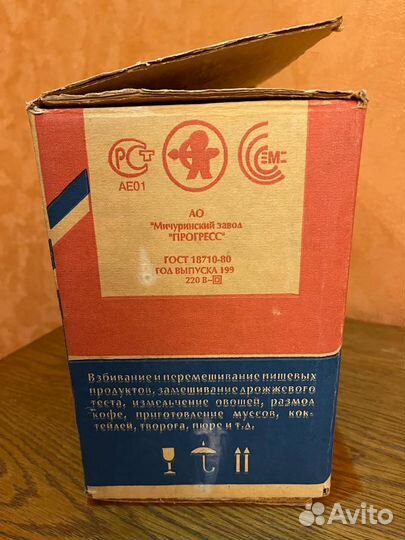 РСТ
АЕ01
ЕМС
АО
"Мичуринский завод
"ПРОГРЕСС"
ГОСТ 18710-80
ГОД ВЫПУСКА 199
220 В~
Взбивание и перемешивание пищевых
продуктов, замешивание дрожжевого
теста, измельчение овощей, размол
кофе, приготовление муссов, кок-
тейлей, творога, пюре и т.д.
Avito